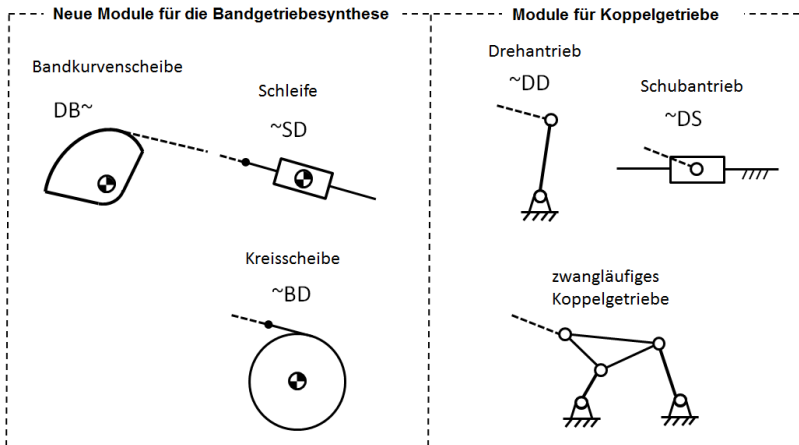 Neue Module für die Bandgetriebesynthese
Bandkurvenscheibe
DB~
Schleife
~SD
Kreisscheibe
~BD
Module für Koppelgetriebe
Drehantrieb
~DD
Schubantrieb
~DS
zwangläufiges
Koppelgetriebe